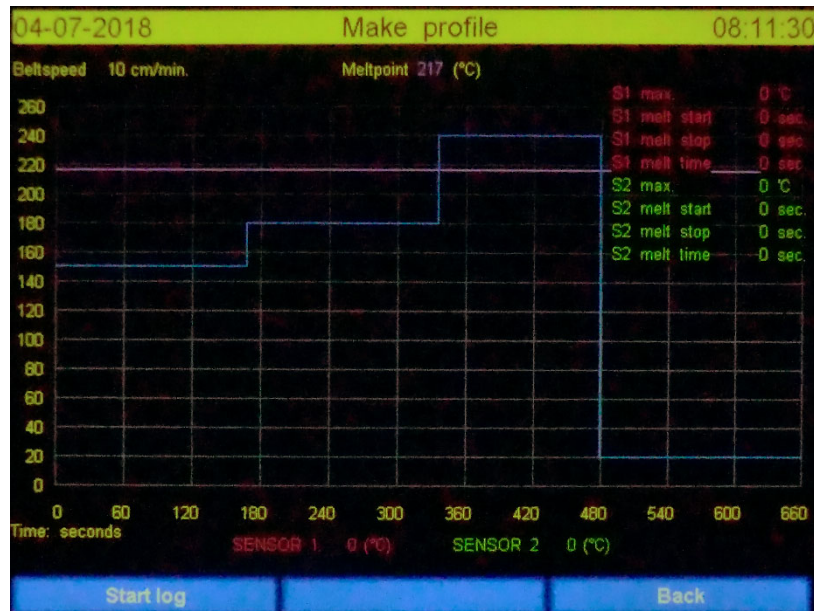 04-07-2018 Make profile 08:11:30
Beltspeed 10 cm/min. Meltpoint 217 (°C)
S1 max. 0 °C
S1 melt start 0 sec.
S1 melt stop 0 sec.
S1 melt time 0 sec.
S2 max. 0 °C
S2 melt start 0 sec.
S2 melt stop 0 sec.
S2 melt time 0 sec.
260
240
220
200
180
160
140
120
100
80
60
40
20
0
0 60 120 180 240 300 360 420 480 540 600 660
Time: seconds
SENSOR 1 0 (°C) SENSOR 2 0 (°C)
Start log Back